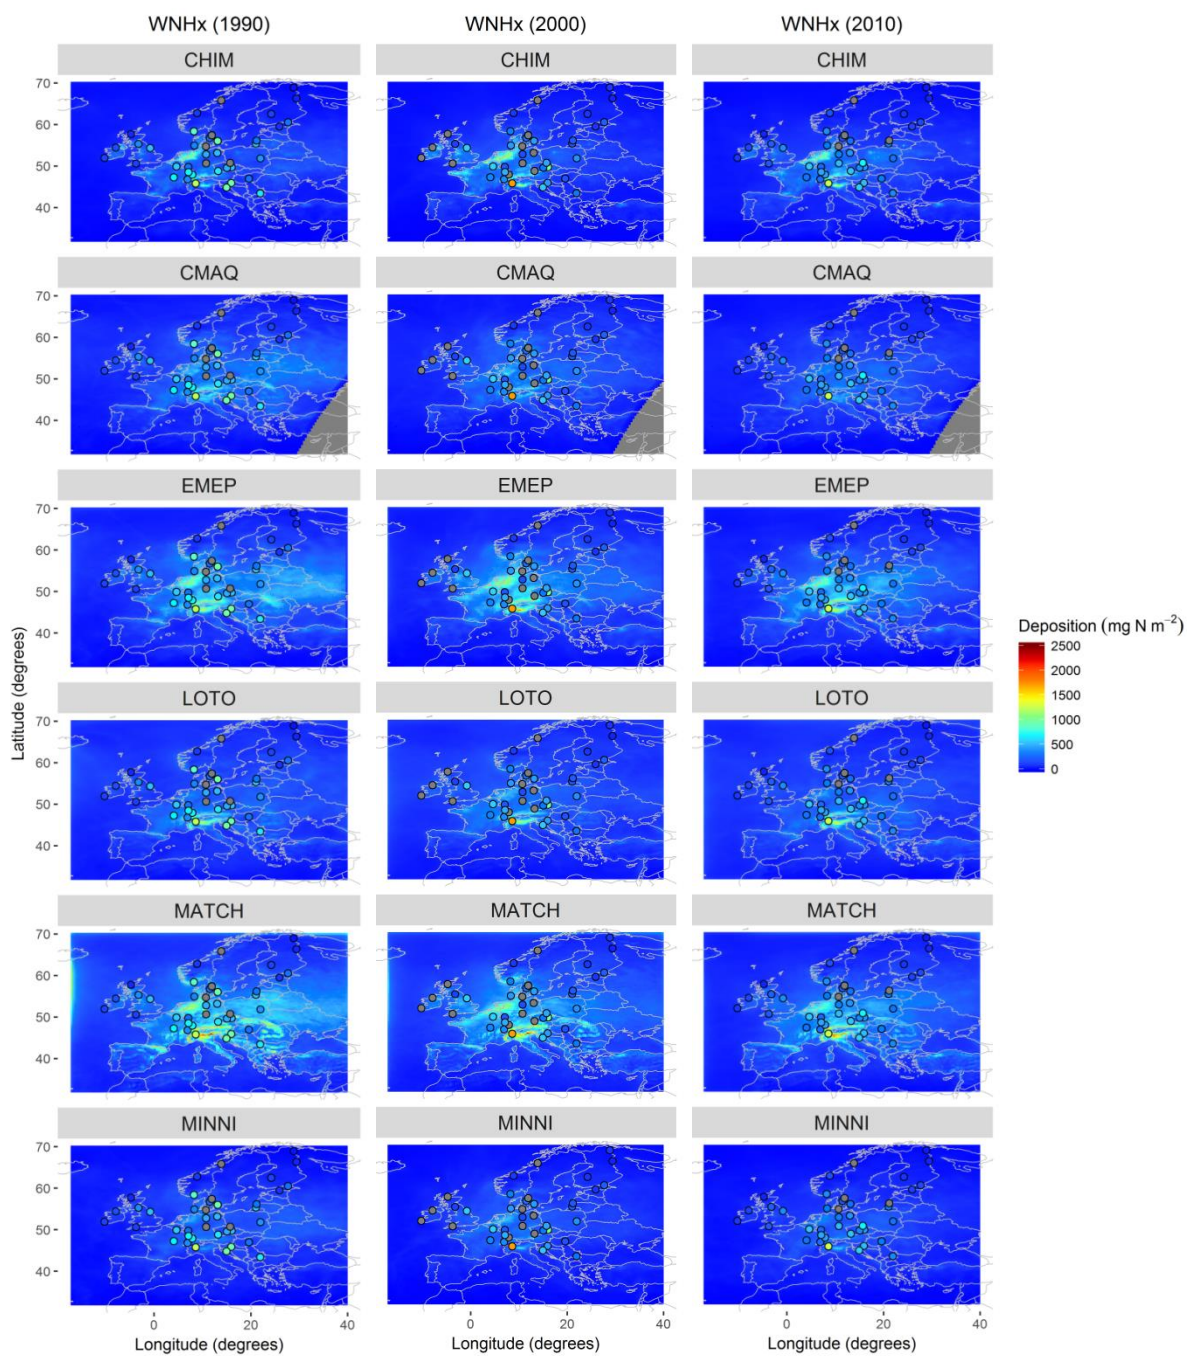 WNHx (1990) WNHx (2000) WNHx (2010)
CHIM CHIM CHIM
70
60
50
40
CMAQ CMAQ CMAQ
70
60
50
40
EMEP EMEP EMEP
70
60
50
40
Latitude (degrees)
Deposition (mg N m⁻²)
2500
2000
1500
1000
500
0
LOTO LOTO LOTO
70
60
50
40
MATCH MATCH MATCH
70
60
50
40
MINNI MINNI MINNI
70
60
50
40
0 20 40 0 20 40 0 20 40
Longitude (degrees) Longitude (degrees) Longitude (degrees)